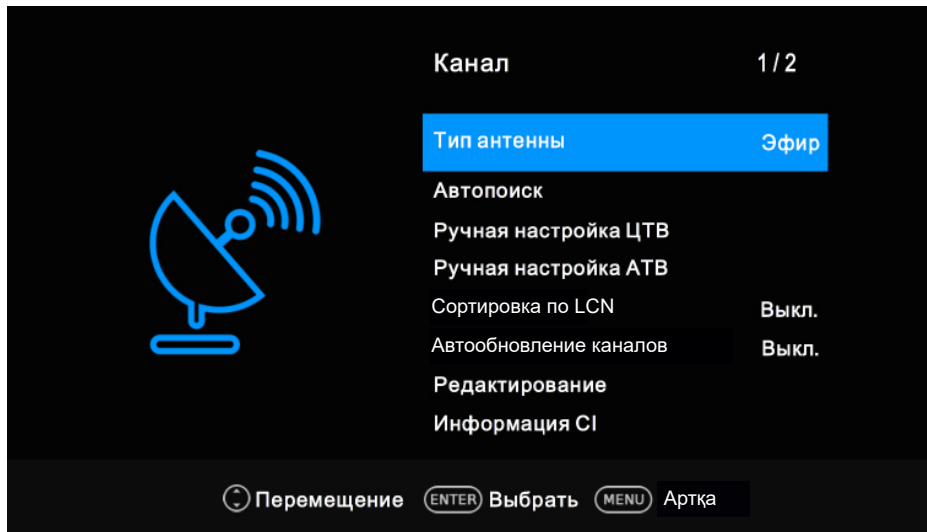 Канал 1 / 2
Тип антенны Эфир
Автопоиск
Ручная настройка ЦТВ
Ручная настройка АТВ
Сортировка по LCN Выкл.
Автообновление каналов Выкл.
Редактирование
Информация CI
Перемещение ENTER Выбрать MENU Артқа